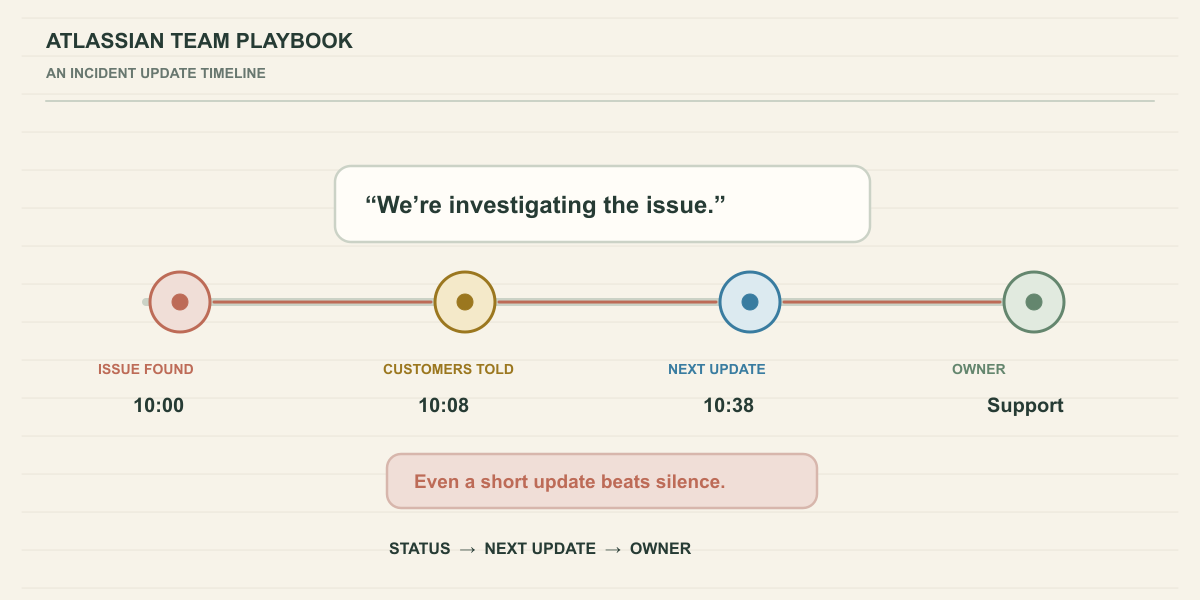 ATLASSIAN TEAM PLAYBOOK
AN INCIDENT UPDATE TIMELINE
“We’re investigating the issue.”
ISSUE FOUND
10:00
CUSTOMERS TOLD
10:08
NEXT UPDATE
10:38
OWNER
Support
Even a short update beats silence.
STATUS → NEXT UPDATE → OWNER